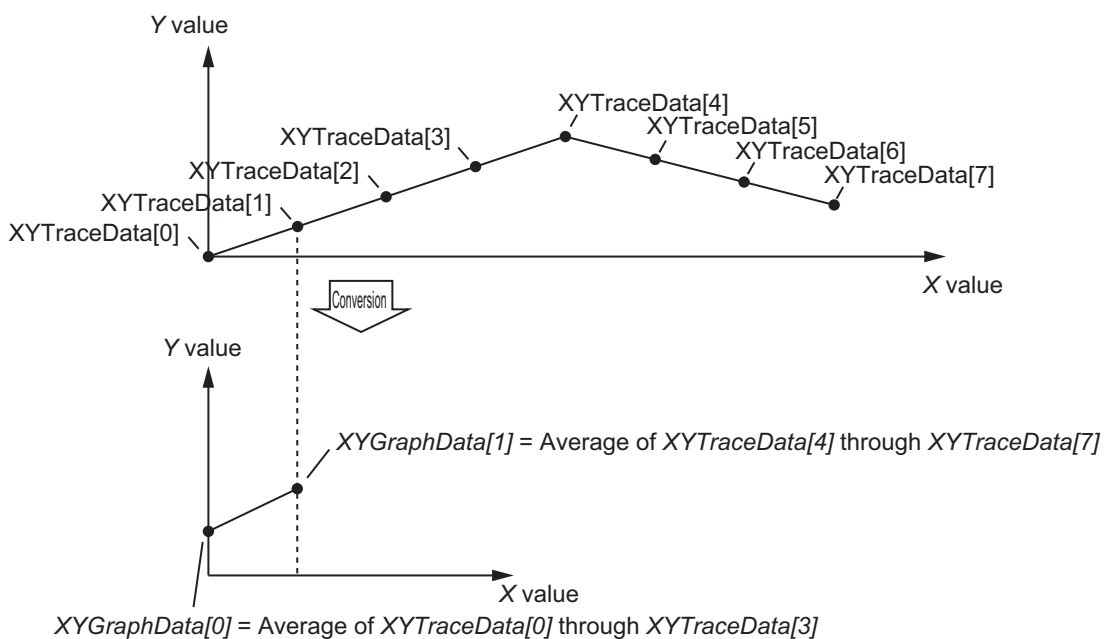 Y value
XYTraceData[4]
XYTraceData[5]
XYTraceData[3]
XYTraceData[6]
XYTraceData[2]
XYTraceData[7]
XYTraceData[1]
XYTraceData[0]
X value
Conversion
Y value
XYGraphData[1] = Average of XYTraceData[4] through XYTraceData[7]
X value
XYGraphData[0] = Average of XYTraceData[0] through XYTraceData[3]